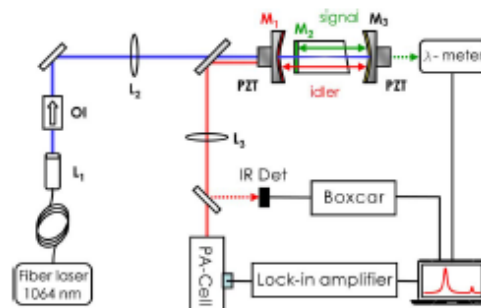 M₁
signal
M₃
M₂
PZT
idler
PZT
λ- meter
L₂
OI
L₁
L₃
IR Det
Boxcar
Fiber laser
1064 nm
PA-Cell
Lock-in amplifier